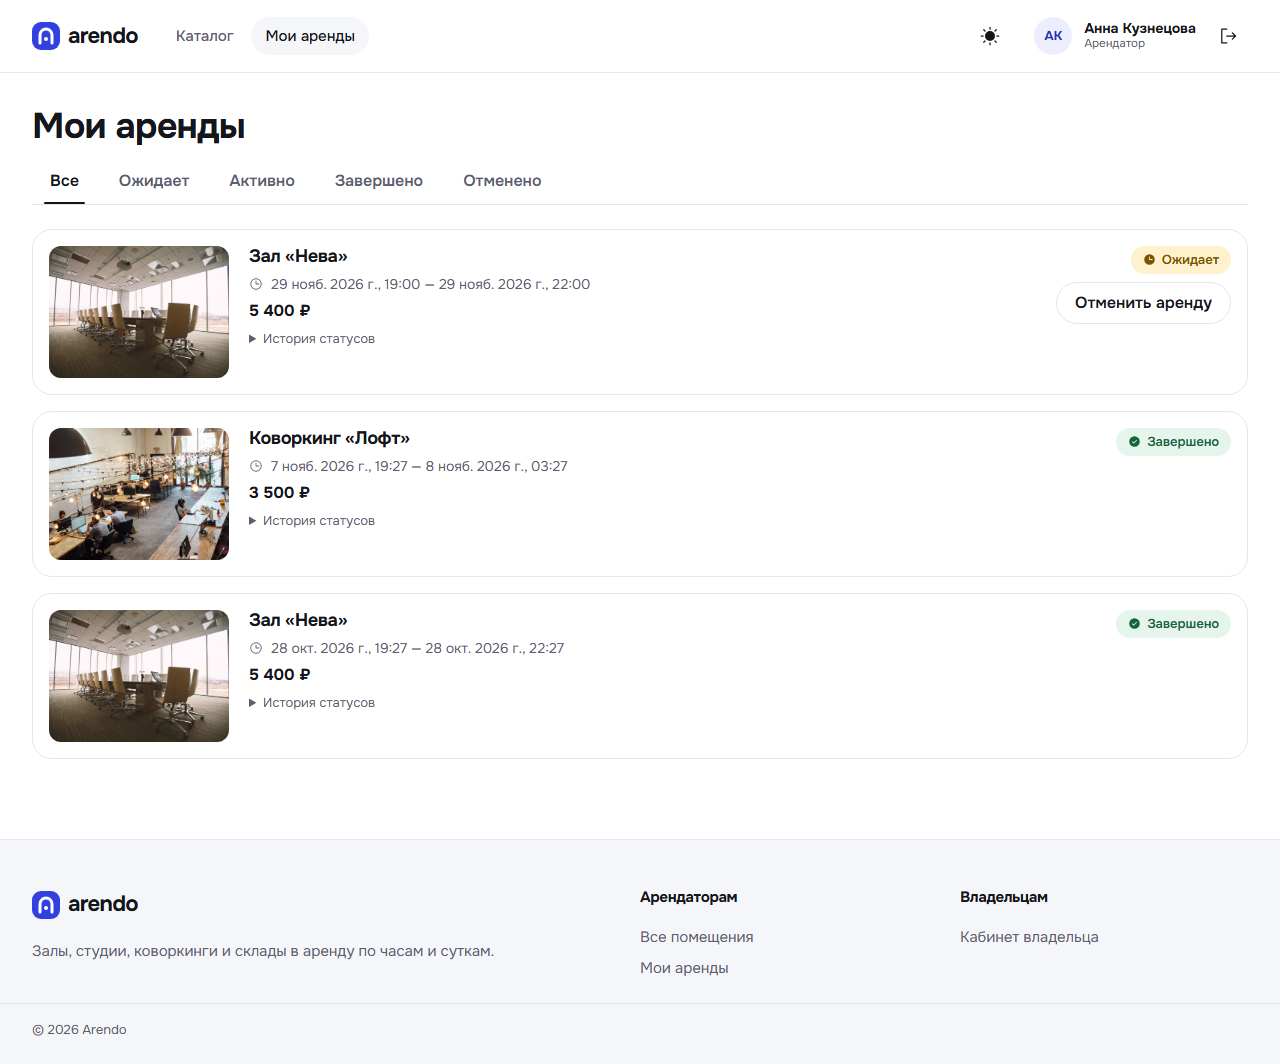 arendo
Каталог
Мои аренды
АК
Анна Кузнецова
Арендатор
Мои аренды
Все
Ожидает
Активно
Завершено
Отменено
Зал «Нева»
29 нояб. 2026 г., 19:00 — 29 нояб. 2026 г., 22:00
5 400 ₽
История статусов
Ожидает
Отменить аренду
Коворкинг «Лофт»
7 нояб. 2026 г., 19:27 — 8 нояб. 2026 г., 03:27
3 500 ₽
История статусов
Завершено
Зал «Нева»
28 окт. 2026 г., 19:27 — 28 окт. 2026 г., 22:27
5 400 ₽
История статусов
Завершено
arendo
Залы, студии, коворкинги и склады в аренду по часам и суткам.
Арендаторам
Все помещения
Мои аренды
Владельцам
Кабинет владельца
© 2026 Arendo